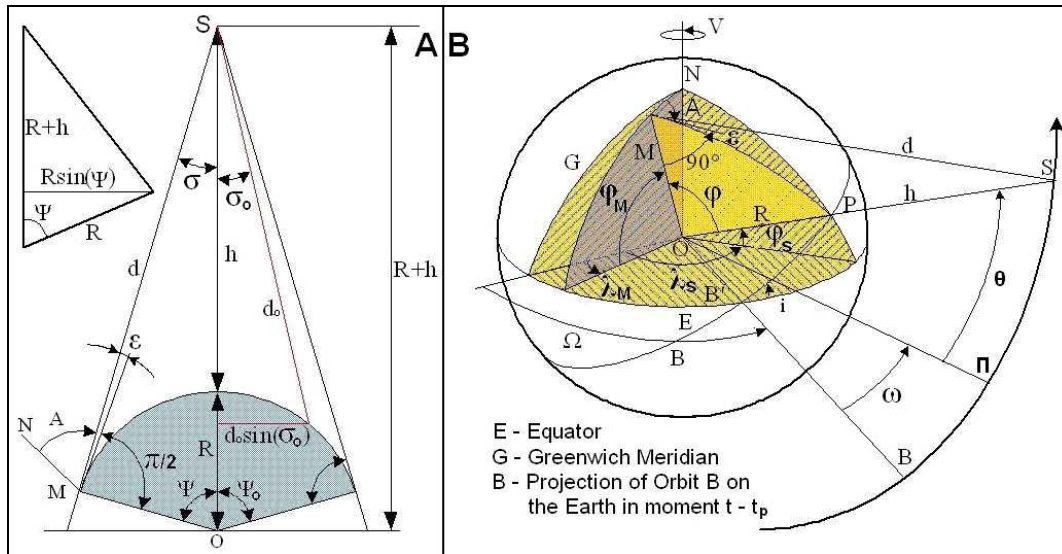 S
A
R+h
Rsin(Ψ)
Ψ
R
σ
σo
h
R+h
d
do
ε
N
A
R
dosin(σo)
π/2
M
Ψ
Ψo
O
B
V
N
A
ε
d
S
G
M
90°
P
h
φM
φ
R
O
φS
λM
λS
B'
i
θ
E
Ω
B
Π
ω
B
E - Equator
G - Greenwich Meridian
B - Projection of Orbit B on
the Earth in moment t - tp